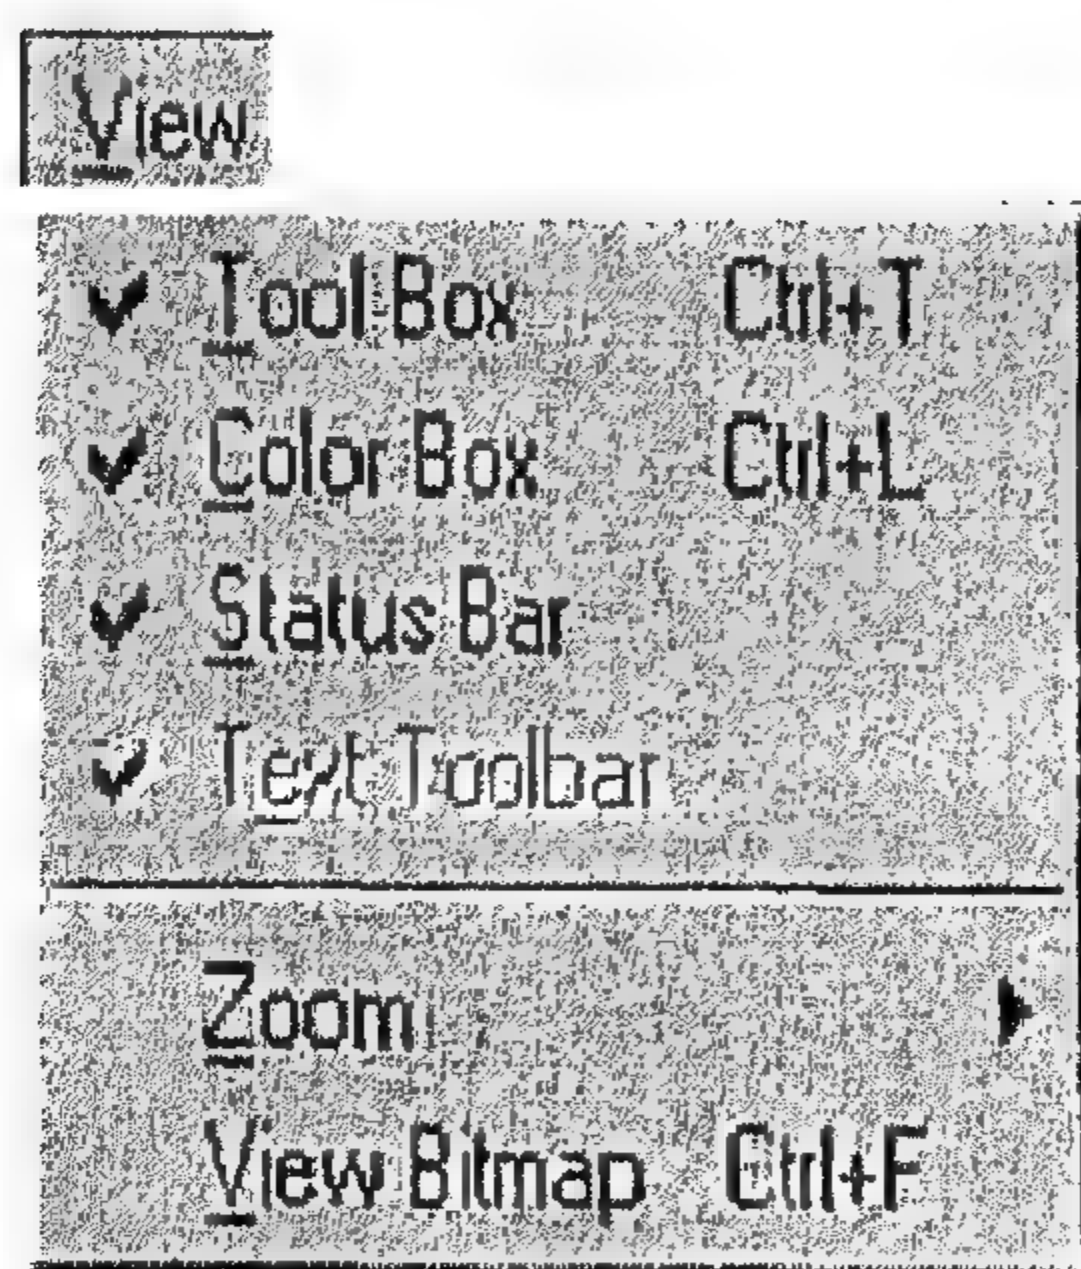 View
Tool Box Ctrl+T
Color Box Ctrl+L
Status Bar
Text Toolbar
Zoom
View Bitmap Ctrl+F